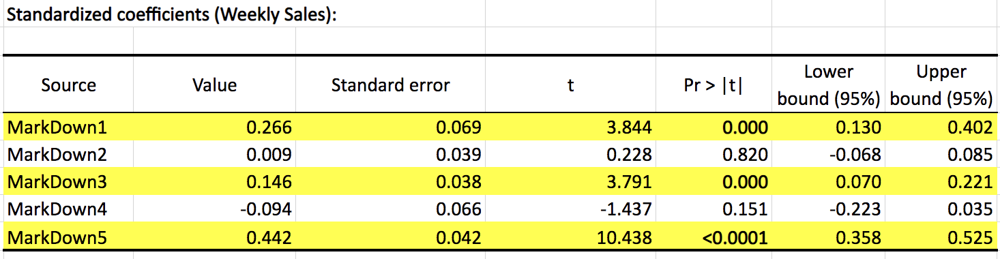 Standardized coefficients (Weekly Sales):
Source Value Standard error t Pr > |t| Lower bound (95%) Upper bound (95%)
MarkDown1 0.266 0.069 3.844 0.000 0.130 0.402
MarkDown2 0.009 0.039 0.228 0.820 -0.068 0.085
MarkDown3 0.146 0.038 3.791 0.000 0.070 0.221
MarkDown4 -0.094 0.066 -1.437 0.151 -0.223 0.035
MarkDown5 0.442 0.042 10.438 <0.0001 0.358 0.525